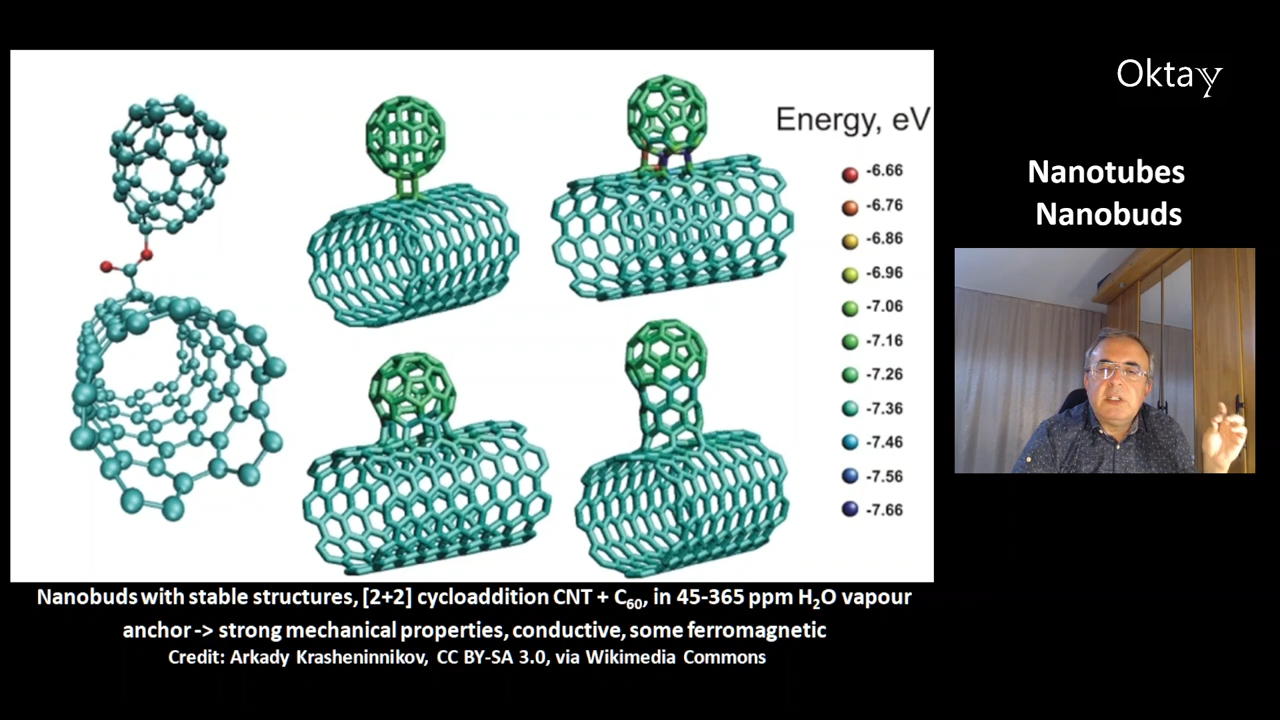 Oktay
Nanotubes
Nanobuds
Energy, eV
-6.66
-6.76
-6.86
-6.96
-7.06
-7.16
-7.26
-7.36
-7.46
-7.56
-7.66
Nanobuds with stable structures, [2+2] cycloaddition CNT + C₆₀, in 45-365 ppm H₂O vapour
anchor -> strong mechanical properties, conductive, some ferromagnetic
Credit: Arkady Krasheninnikov, CC BY-SA 3.0, via Wikimedia Commons